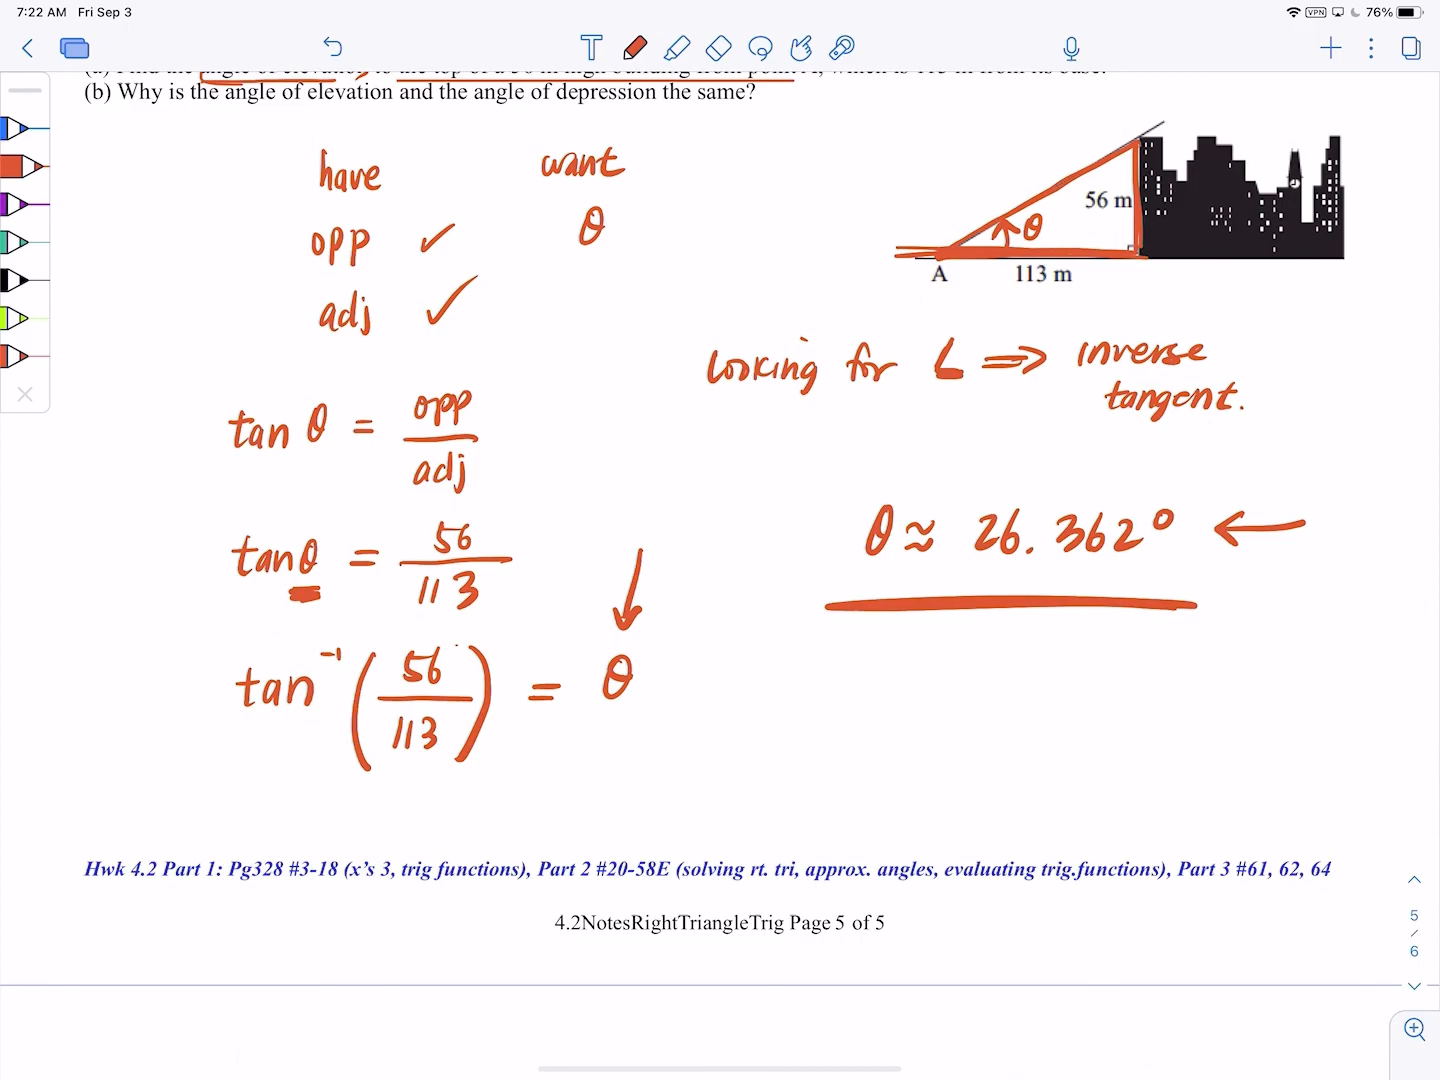 7:22 AM Fri Sep 3
VPN 76%
(b) Why is the angle of elevation and the angle of depression the same?
have want
opp ✓ θ
adj ✓
56 m
θ
A 113 m
looking for ∠ ⇒ inverse
tangent.
tan θ = opp
adj
tanθ = 56
113
θ ≈ 26.362° ←
tan⁻¹ (56
113) = θ
Hwk 4.2 Part 1: Pg328 #3-18 (x’s 3, trig functions), Part 2 #20-58E (solving rt. tri, approx. angles, evaluating trig.functions), Part 3 #61, 62, 64
4.2NotesRightTriangleTrig Page 5 of 5
5
/
6